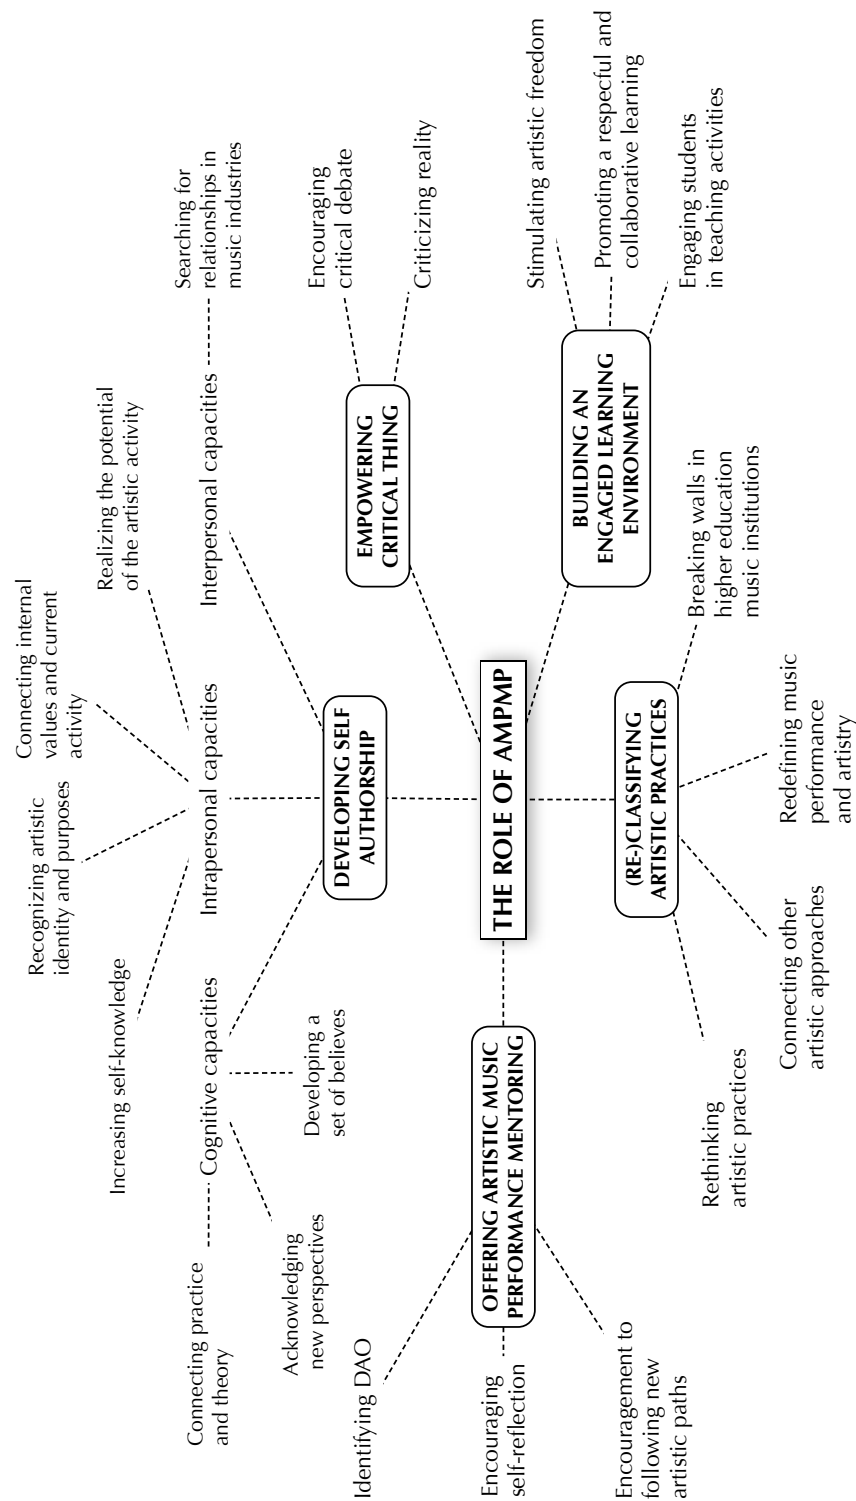 Connecting internal
values and current
activity
Recognizing artistic
identity and purposes
Realizing the potential
of the artistic activity
Increasing self-knowledge
Searching for
relationships in
music industries
Connecting practice
and theory
Cognitive capacities
Intrapersonal capacities
Interpersonal capacities
Acknowledging
new perspectives
Developing a
set of believes
DEVELOPING SELF
AUTHORSHIP
Encouraging
critical debate
Criticizing reality
EMPOWERING
CRITICAL THING
Identifying DAO
Encouraging
self-reflection
Encouragement to
following new
artistic paths
OFFERING ARTISTIC MUSIC
PERFORMANCE MENTORING
THE ROLE OF AMPMP
Stimulating artistic freedom
Promoting a respecful and
collaborative learning
Engaging students
in teaching activities
BUILDING AN
ENGAGED LEARNING
ENVIRONMENT
(RE-)CLASSIFYING
ARTISTIC PRACTICES
Rethinking
artistic practices
Connecting other
artistic approaches
Redefining music
performance
and artistry
Breaking walls in
higher education
music institutions